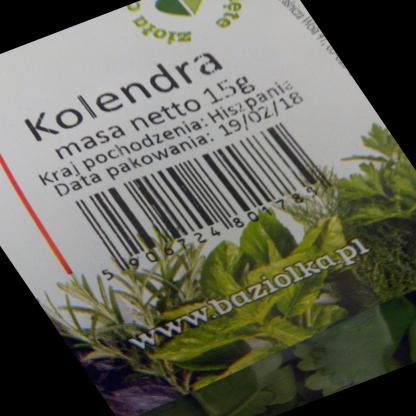 Kolendra
masa netto 15g
Kraj pochodzenia: Hiszpania
Data pakowania: 19/02/18
www.baziolka.pl